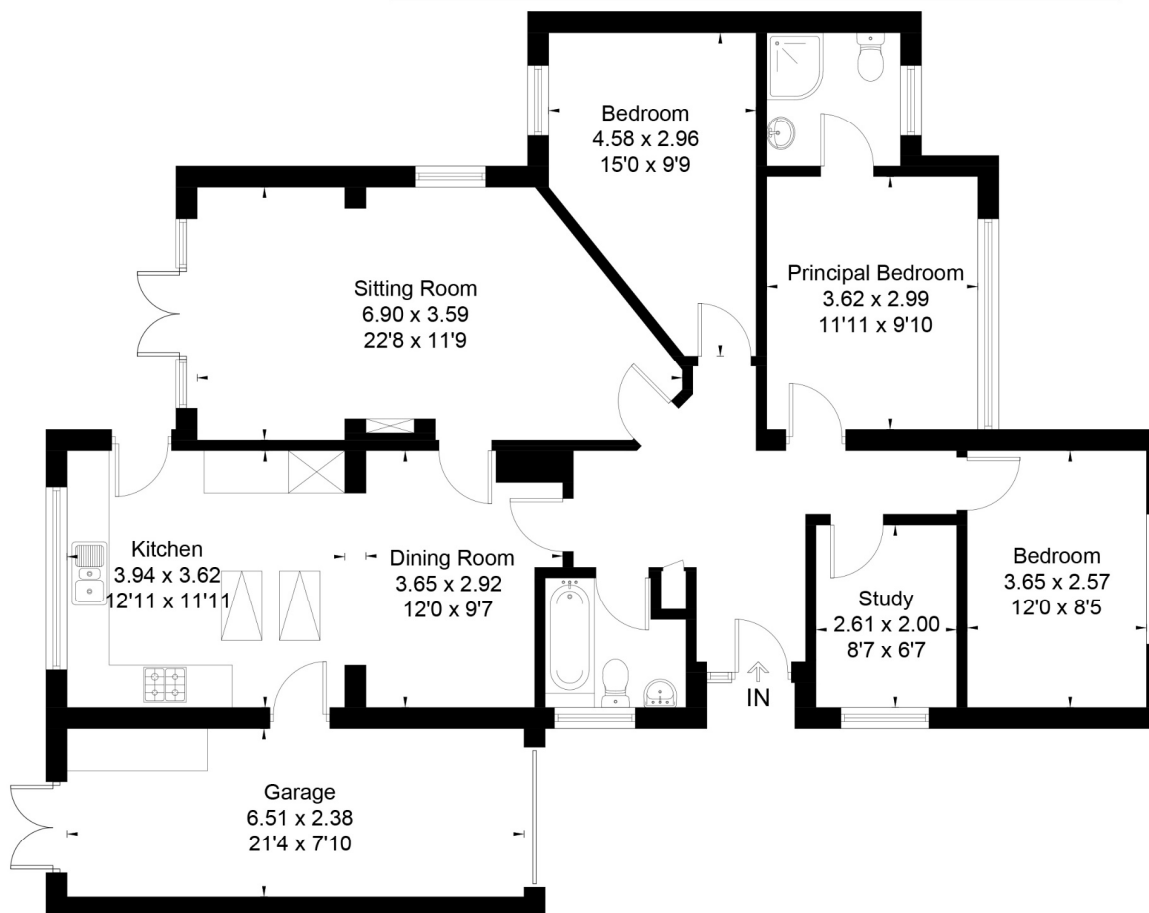 Bedroom
4.58 x 2.96
15'0 x 9'9
Principal Bedroom
3.62 x 2.99
11'11 x 9'10
Sitting Room
6.90 x 3.59
22'8 x 11'9
Kitchen
3.94 x 3.62
12'11 x 11'11
Dining Room
3.65 x 2.92
12'0 x 9'7
Study
2.61 x 2.00
8'7 x 6'7
Bedroom
3.65 x 2.57
12'0 x 8'5
IN
Garage
6.51 x 2.38
21'4 x 7'10